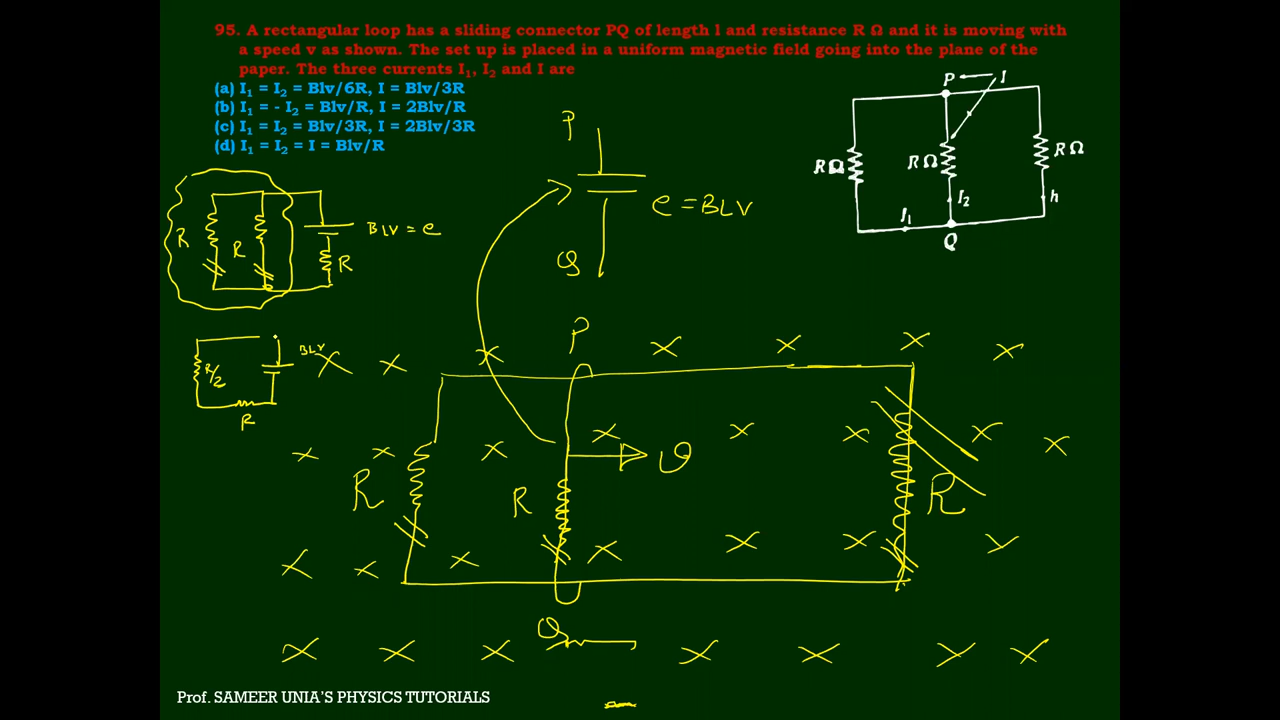 95. A rectangular loop has a sliding connector PQ of length l and resistance R Ω and it is moving with
a speed v as shown. The set up is placed in a uniform magnetic field going into the plane of the
paper. The three currents I₁, I₂ and I are
(a) I₁ = I₂ = Blv/6R, I = Blv/3R
(b) I₁ = - I₂ = Blv/R, I = 2Blv/R
(c) I₁ = I₂ = Blv/3R, I = 2Blv/3R
(d) I₁ = I₂ = I = Blv/R
P
I
RΩ
RΩ
RΩ
I₁
I₂
h
Q
P
e = BLV
Q
R
R
BLV = e
R
R/2
BLV
R
P
R
R
v
R
Q
Prof. SAMEER UNIA'S PHYSICS TUTORIALS